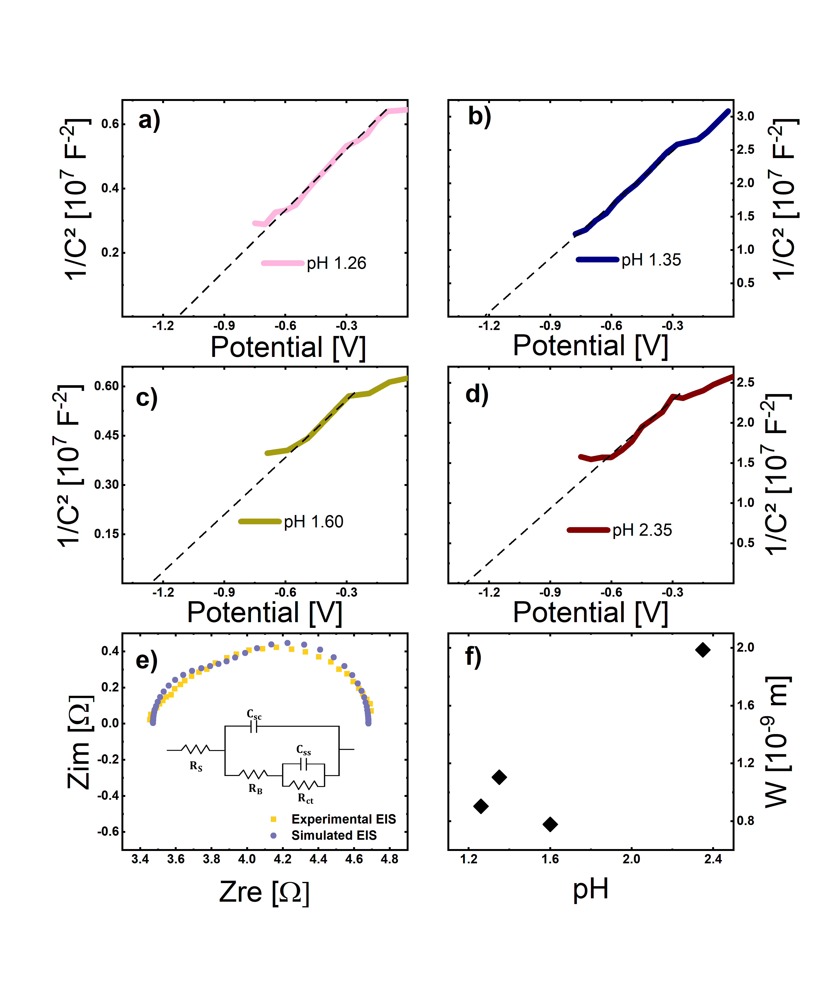 a)
1/C² [10⁷ F⁻²]
0.6
0.4
0.2
pH 1.26
-1.2 -0.9 -0.6 -0.3
Potential [V]
b)
3.0
2.5
2.0
1.5
1.0
0.5
1/C² [10⁷ F⁻²]
pH 1.35
-1.2 -0.9 -0.6 -0.3
Potential [V]
c)
1/C² [10⁷ F⁻²]
0.60
0.45
0.30
0.15
pH 1.60
-1.2 -0.9 -0.6 -0.3
Potential [V]
d)
2.5
2.0
1.5
1.0
0.5
1/C² [10⁷ F⁻²]
pH 2.35
-1.2 -0.9 -0.6 -0.3
Potential [V]
e)
Zim [Ω]
0.4
0.2
0.0
-0.2
-0.4
-0.6
C_sc
R_S
C_ss
R_B
R_ct
Experimental EIS
Simulated EIS
3.4 3.6 3.8 4.0 4.2 4.4 4.6 4.8
Zre [Ω]
f)
2.0
1.6
1.2
0.8
W [10⁻⁹ m]
1.2 1.6 2.0 2.4
pH